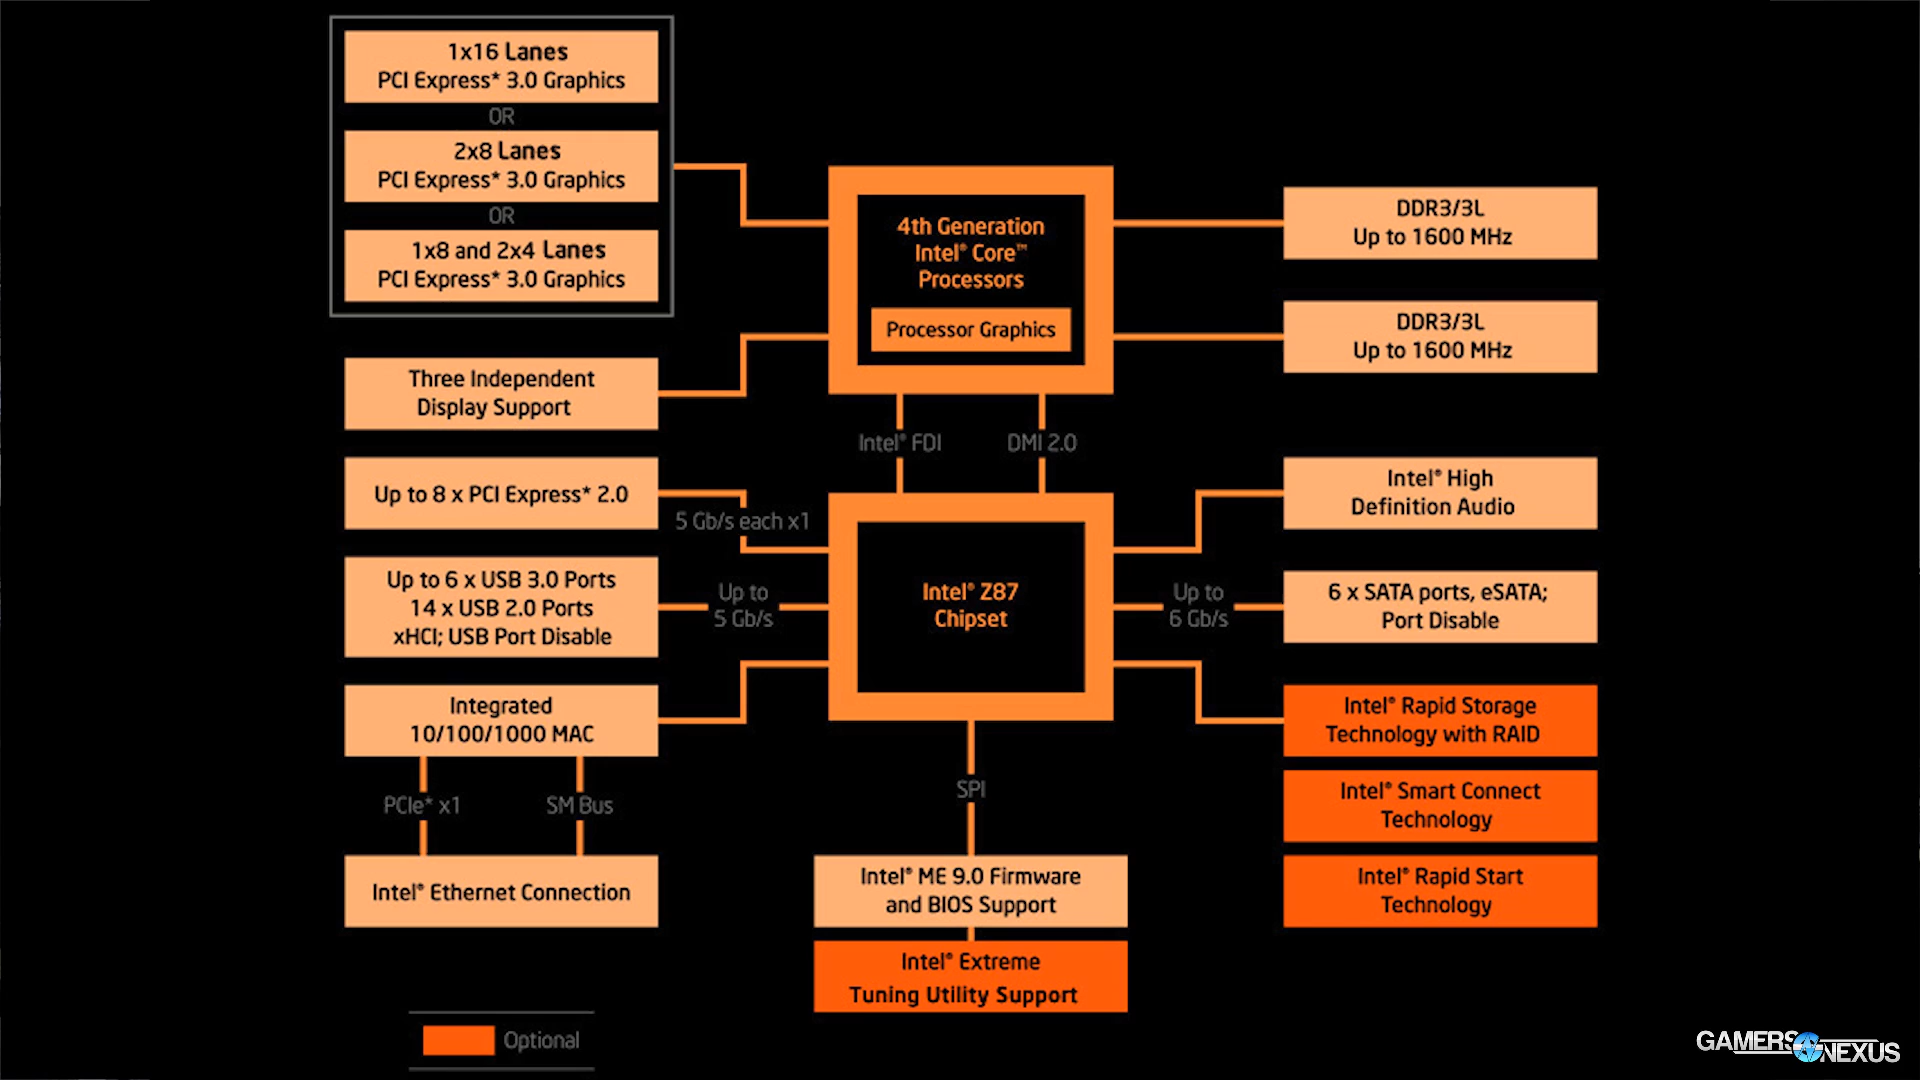 1x16 Lanes
PCI Express* 3.0 Graphics
OR
2x8 Lanes
PCI Express* 3.0 Graphics
OR
1x8 and 2x4 Lanes
PCI Express* 3.0 Graphics
4th Generation
Intel® Core™
Processors
Processor Graphics
DDR3/3L
Up to 1600 MHz
DDR3/3L
Up to 1600 MHz
Three Independent
Display Support
Intel® FDI
DMI 2.0
Up to 8 x PCI Express* 2.0
5 Gb/s each x1
Intel® High
Definition Audio
Up to 6 x USB 3.0 Ports
14 x USB 2.0 Ports
xHCI; USB Port Disable
Up to
5 Gb/s
Intel® Z87
Chipset
Up to
6 Gb/s
6 x SATA ports, eSATA;
Port Disable
Integrated
10/100/1000 MAC
Intel® Rapid Storage
Technology with RAID
PCIe* x1
SM Bus
SPI
Intel® Smart Connect
Technology
Intel® Ethernet Connection
Intel® ME 9.0 Firmware
and BIOS Support
Intel® Rapid Start
Technology
Intel® Extreme
Tuning Utility Support
Optional
GAMERS
NEXUS